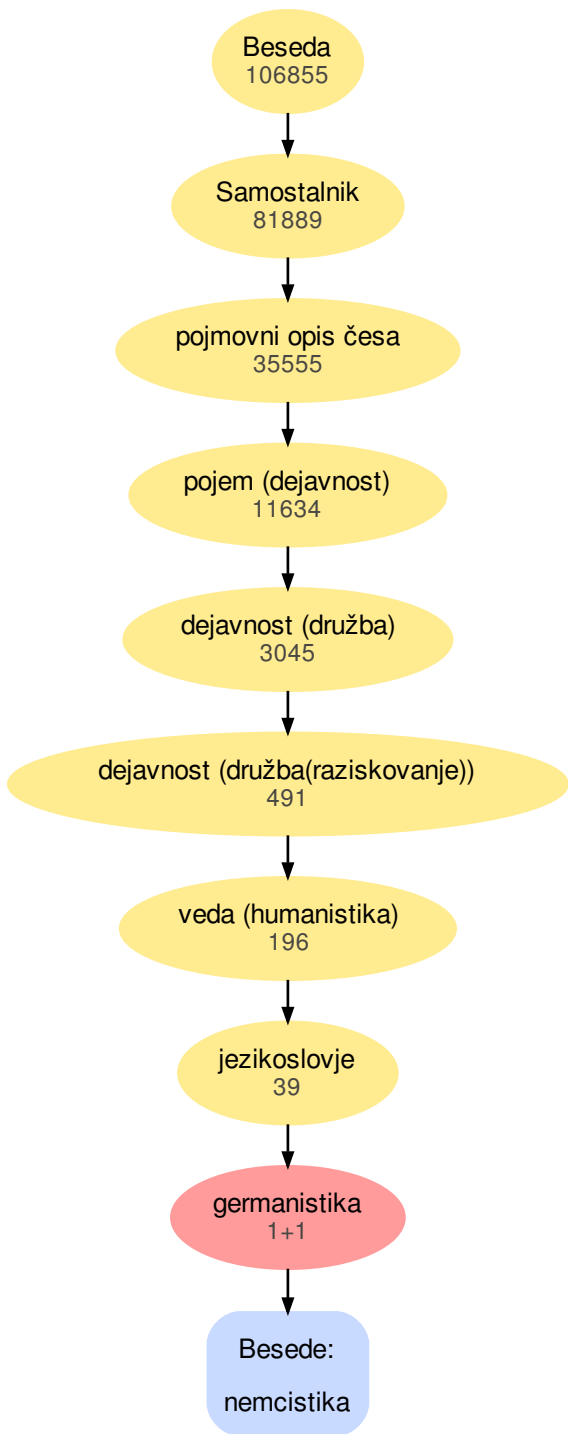 Beseda
106855
Samostalnik
81889
pojmovni opis česa
35555
pojem (dejavnost)
11634
dejavnost (družba)
3045
dejavnost (družba(raziskovanje))
491
veda (humanistika)
196
jezikoslovje
39
germanistika
1+1
Besede:
nemcistika